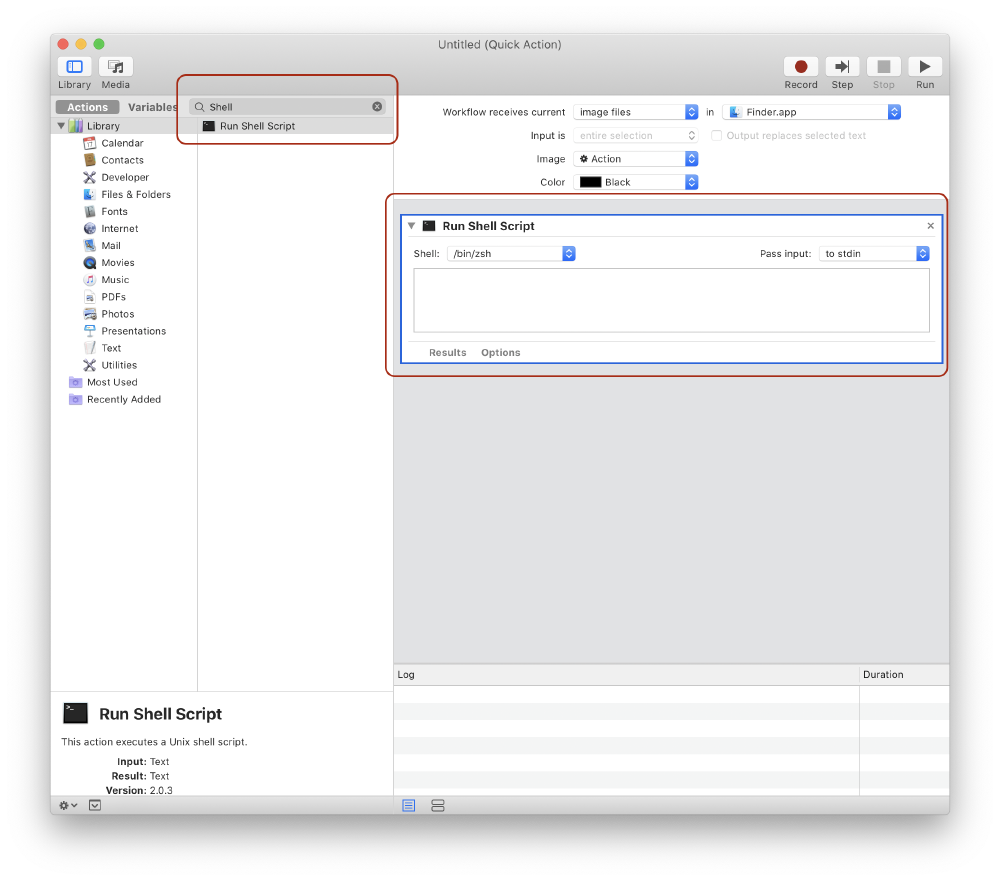 Untitled (Quick Action)
Library Media
Record Step Stop Run
Actions Variables
Shell
Library
Calendar
Contacts
Developer
Files & Folders
Fonts
Internet
Mail
Movies
Music
PDFs
Photos
Presentations
Text
Utilities
Most Used
Recently Added
Run Shell Script
Workflow receives current image files in Finder.app
Input is entire selection Output replaces selected text
Image Action
Color Black
Run Shell Script
Shell: /bin/zsh Pass input: to stdin
Results Options
Log Duration
Run Shell Script
This action executes a Unix shell script.
Input: Text
Result: Text
Version: 2.0.3